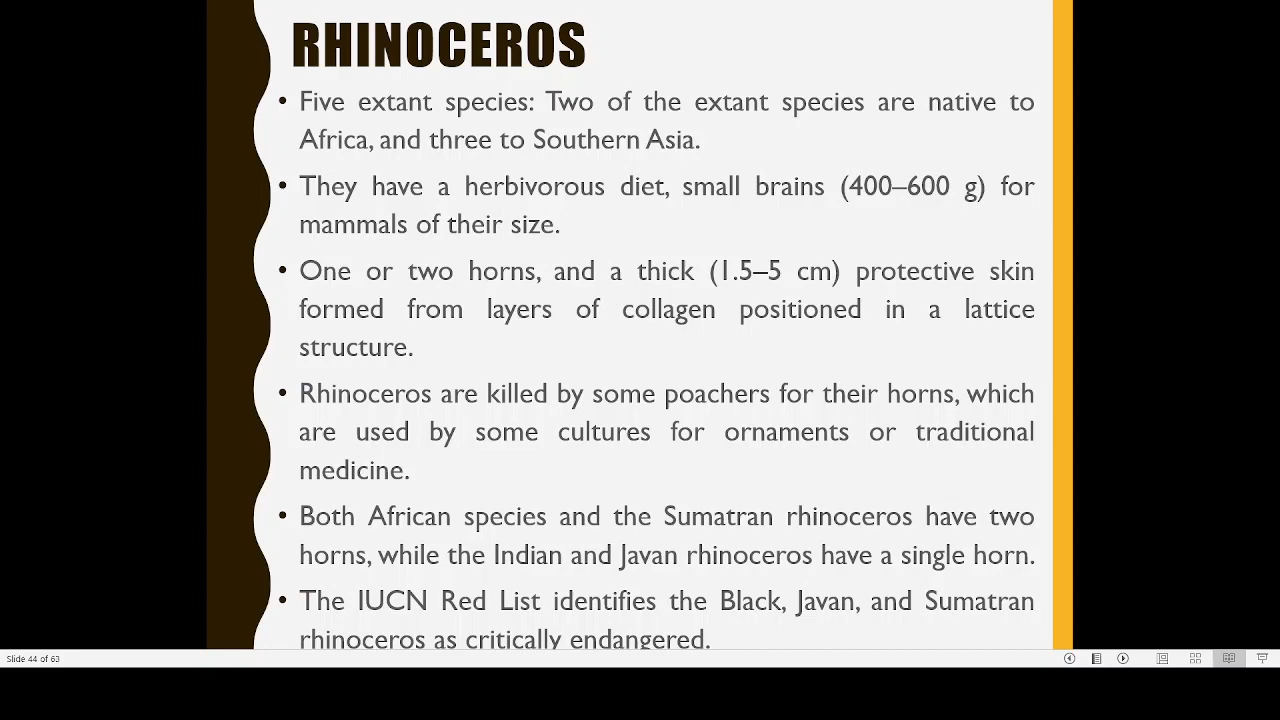 RHINOCEROS
• Five extant species: Two of the extant species are native to
Africa, and three to Southern Asia.
• They have a herbivorous diet, small brains (400–600 g) for
mammals of their size.
• One or two horns, and a thick (1.5–5 cm) protective skin
formed from layers of collagen positioned in a lattice
structure.
• Rhinoceros are killed by some poachers for their horns, which
are used by some cultures for ornaments or traditional
medicine.
• Both African species and the Sumatran rhinoceros have two
horns, while the Indian and Javan rhinoceros have a single horn.
• The IUCN Red List identifies the Black, Javan, and Sumatran
rhinoceros as critically endangered.
Slide 44 of 63